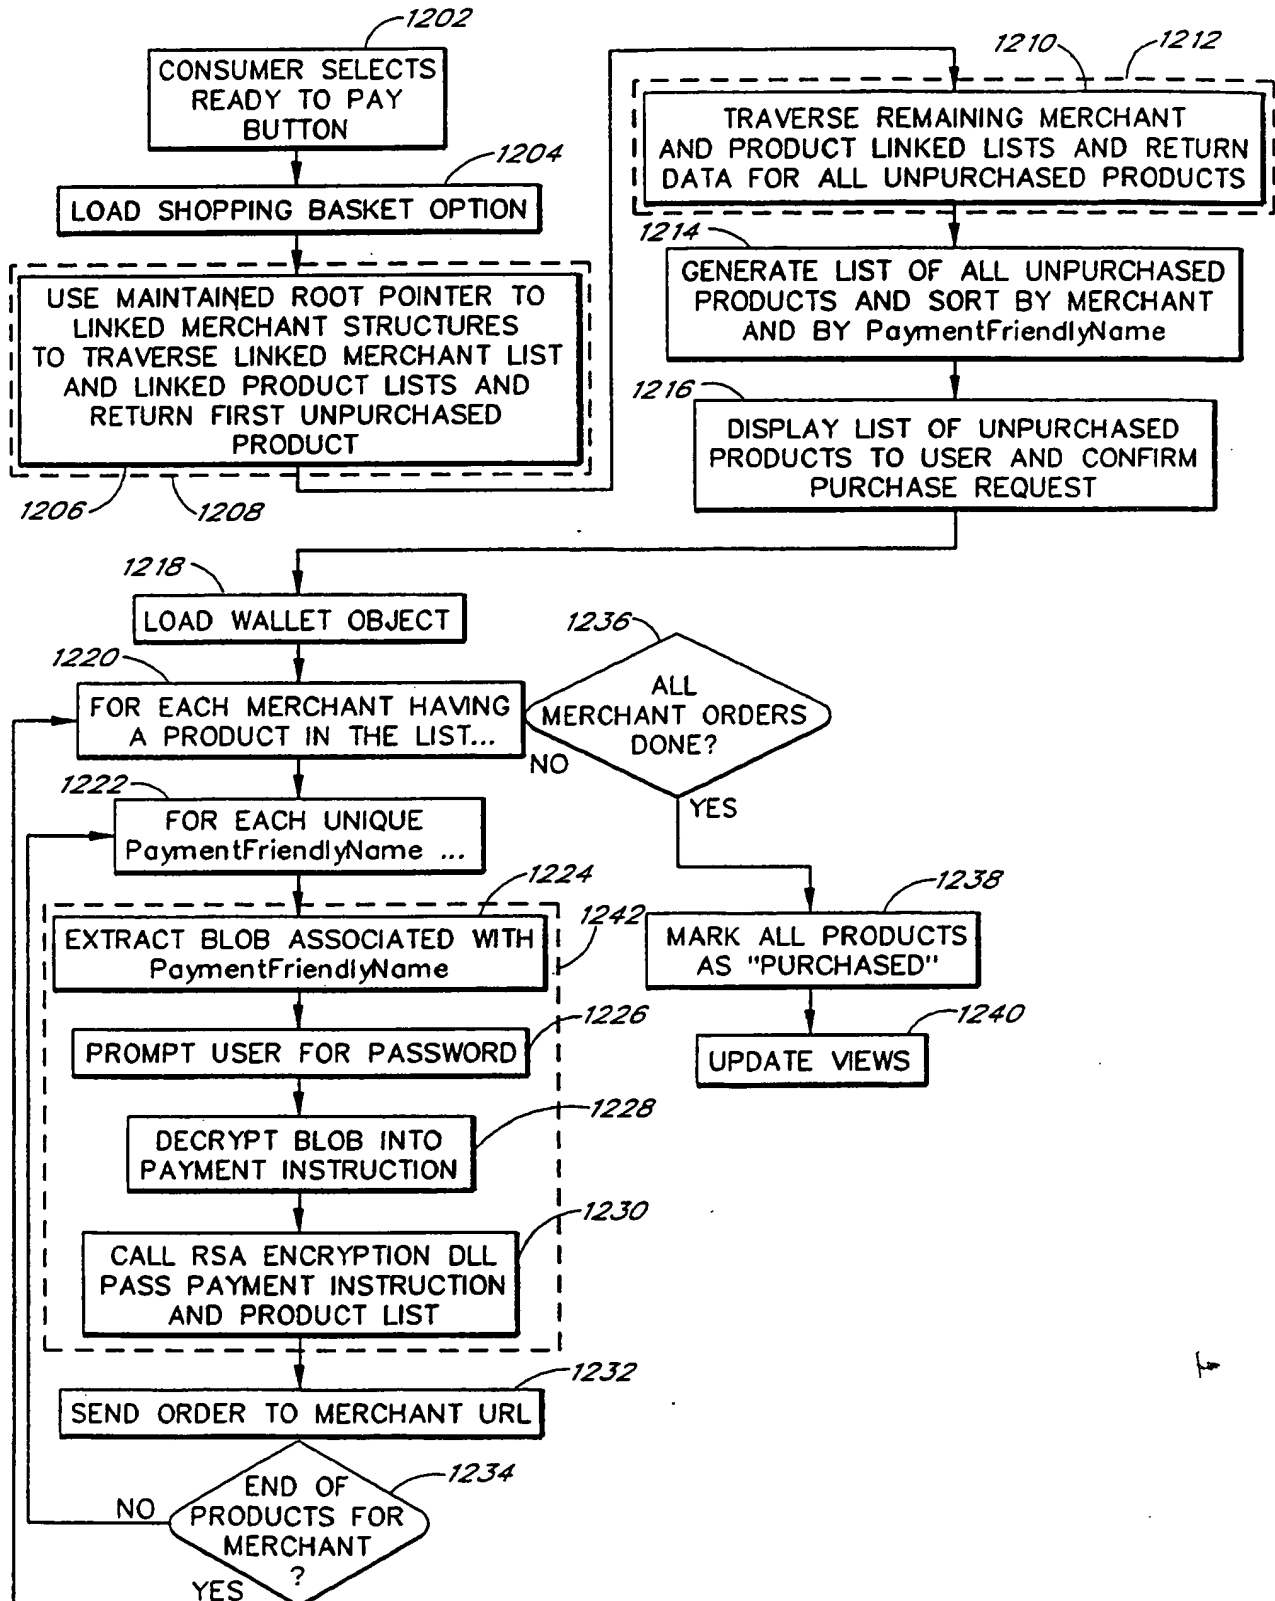 1202
CONSUMER SELECTS
READY TO PAY
BUTTON
1204
LOAD SHOPPING BASKET OPTION
USE MAINTAINED ROOT POINTER TO
LINKED MERCHANT STRUCTURES
TO TRAVERSE LINKED MERCHANT LIST
AND LINKED PRODUCT LISTS AND
RETURN FIRST UNPURCHASED
PRODUCT
1206
1208
1210
1212
TRAVERSE REMAINING MERCHANT
AND PRODUCT LINKED LISTS AND RETURN
DATA FOR ALL UNPURCHASED PRODUCTS
1214
GENERATE LIST OF ALL UNPURCHASED
PRODUCTS AND SORT BY MERCHANT
AND BY PaymentFriendlyName
1216
DISPLAY LIST OF UNPURCHASED
PRODUCTS TO USER AND CONFIRM
PURCHASE REQUEST
1218
LOAD WALLET OBJECT
1220
FOR EACH MERCHANT HAVING
A PRODUCT IN THE LIST...
1236
ALL
MERCHANT ORDERS
DONE?
NO
YES
1222
FOR EACH UNIQUE
PaymentFriendlyName ...
1224
EXTRACT BLOB ASSOCIATED WITH
PaymentFriendlyName
1242
1238
MARK ALL PRODUCTS
AS "PURCHASED"
1226
PROMPT USER FOR PASSWORD
1240
UPDATE VIEWS
1228
DECRYPT BLOB INTO
PAYMENT INSTRUCTION
1230
CALL RSA ENCRYPTION DLL
PASS PAYMENT INSTRUCTION
AND PRODUCT LIST
1232
SEND ORDER TO MERCHANT URL
1234
END OF
PRODUCTS FOR
MERCHANT
?
NO
YES